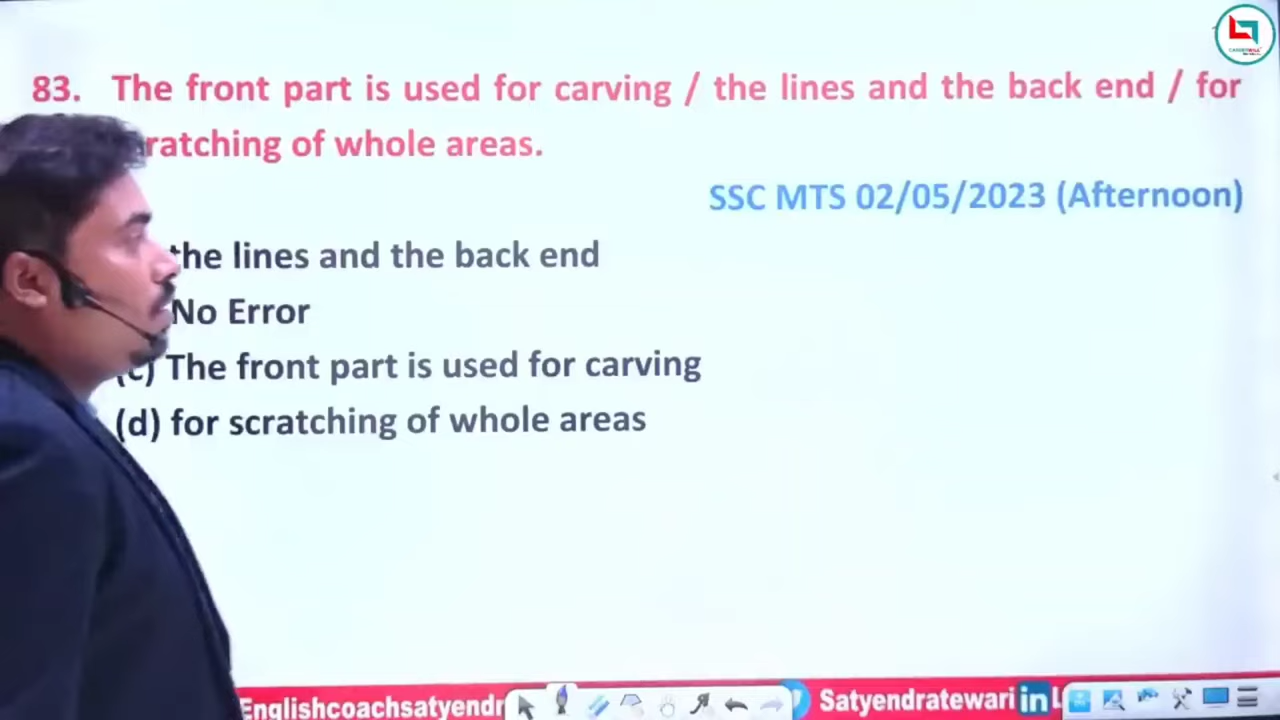 83. The front part is used for carving / the lines and the back end / for
ratching of whole areas.
SSC MTS 02/05/2023 (Afternoon)
the lines and the back end
No Error
(c) The front part is used for carving
(d) for scratching of whole areas
Englishcoachsatyendr
Satyendratewari in L